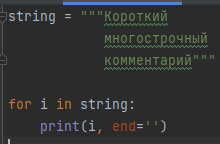 string = """Короткий
многострочный
комментарий"""
for i in string:
print(i, end='')